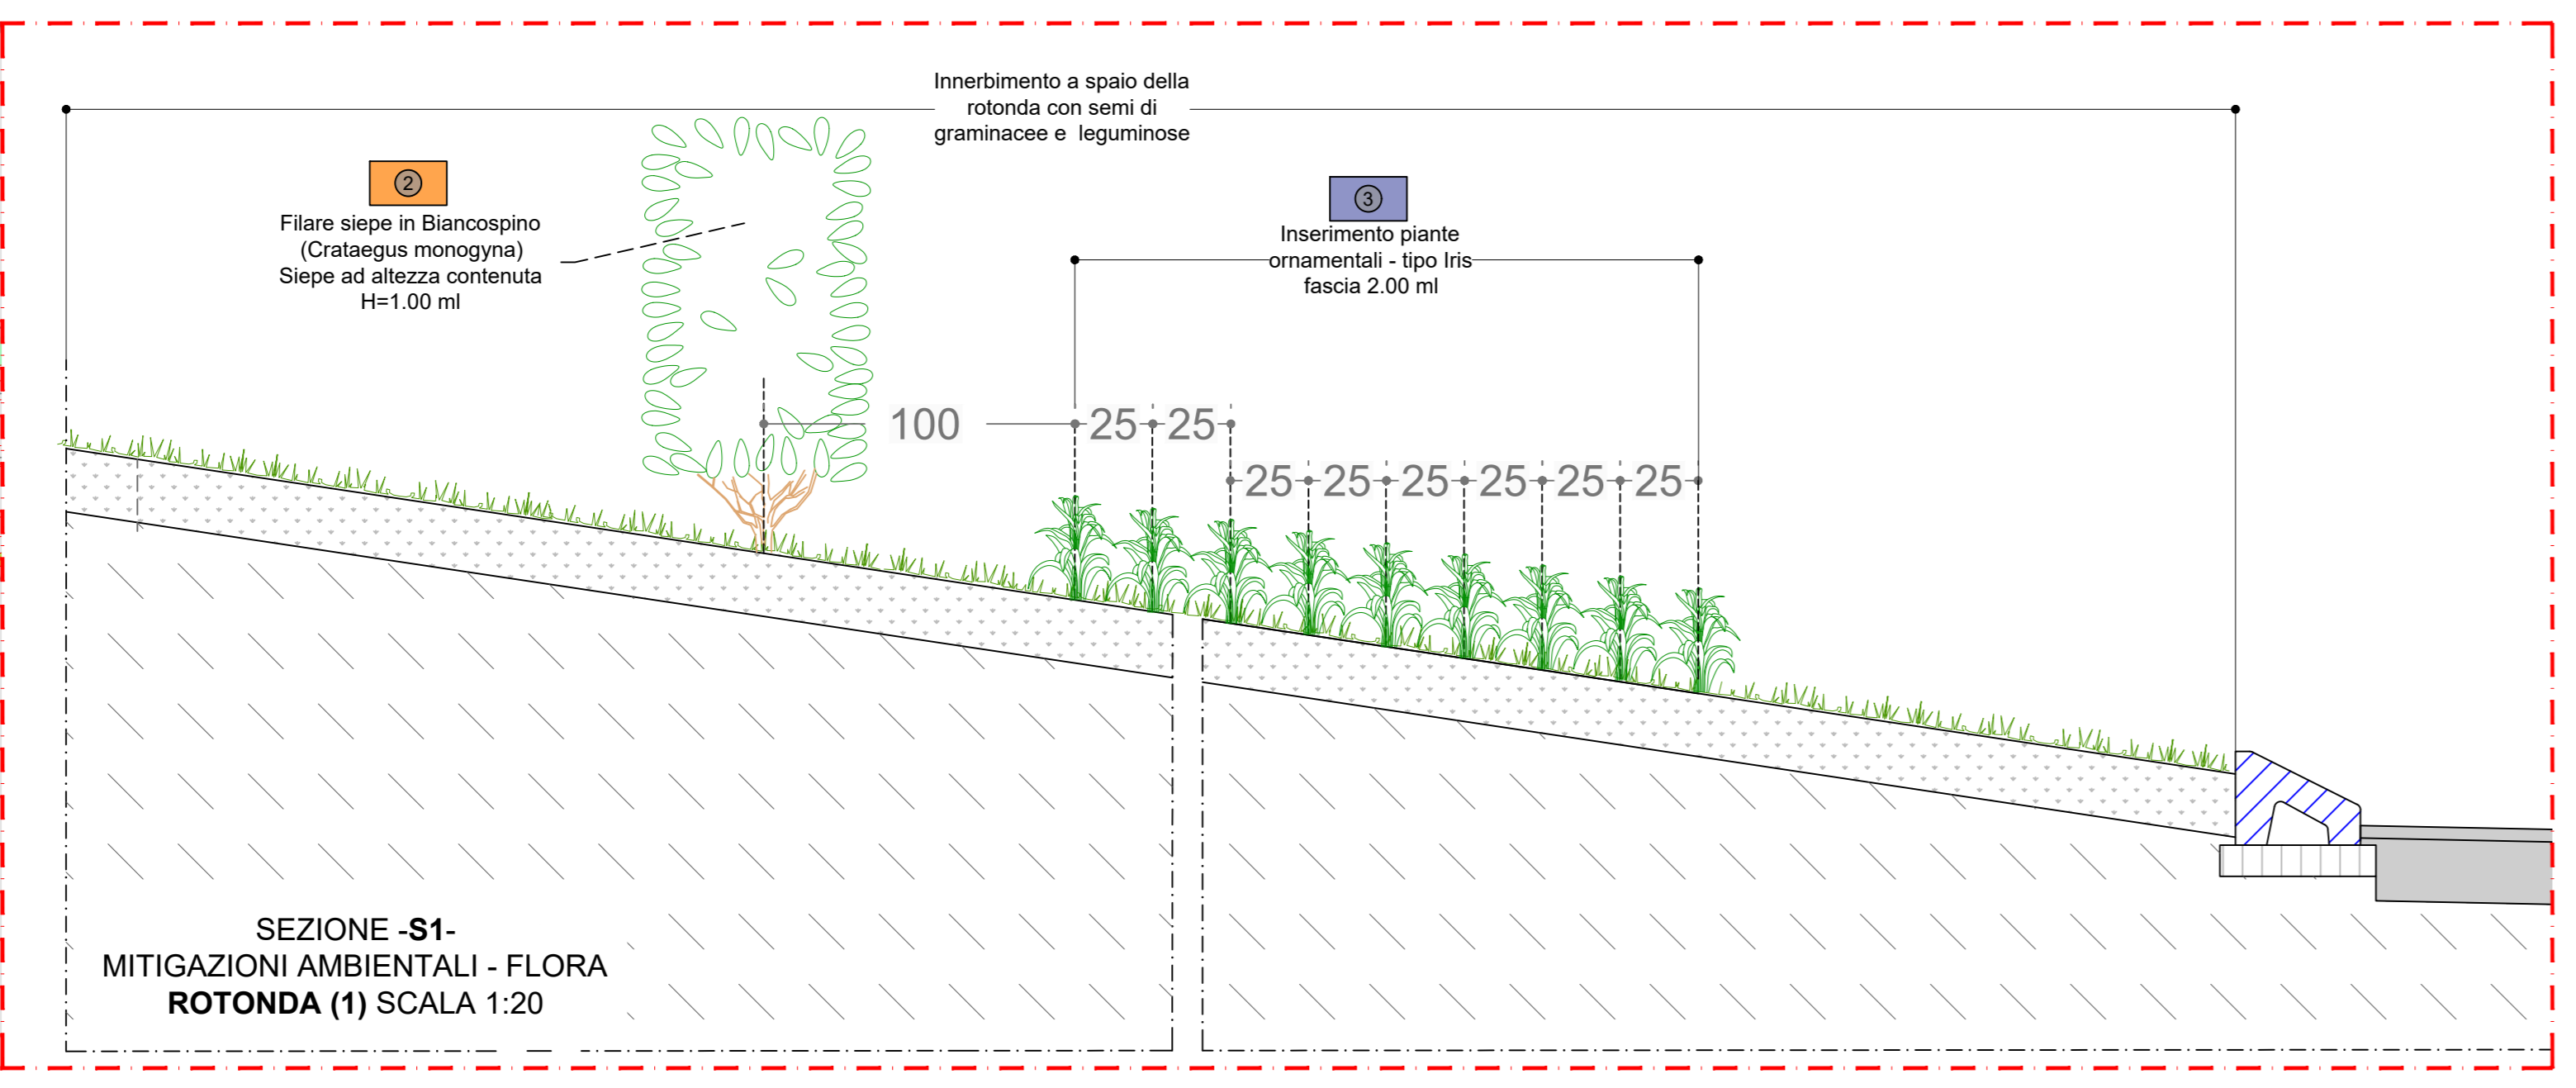 Innerbimento a spaio della
rotonda con semi di
graminacee e leguminose
2
Filare siepe in Biancospino
(Crataegus monogyna)
Siepe ad altezza contenuta
H=1.00 ml
3
Inserimento piante
ornamentali - tipo Iris
fascia 2.00 ml
100 25 25
25 25 25 25 25 25
SEZIONE -S1-
MITIGAZIONI AMBIENTALI - FLORA
ROTONDA (1) SCALA 1:20